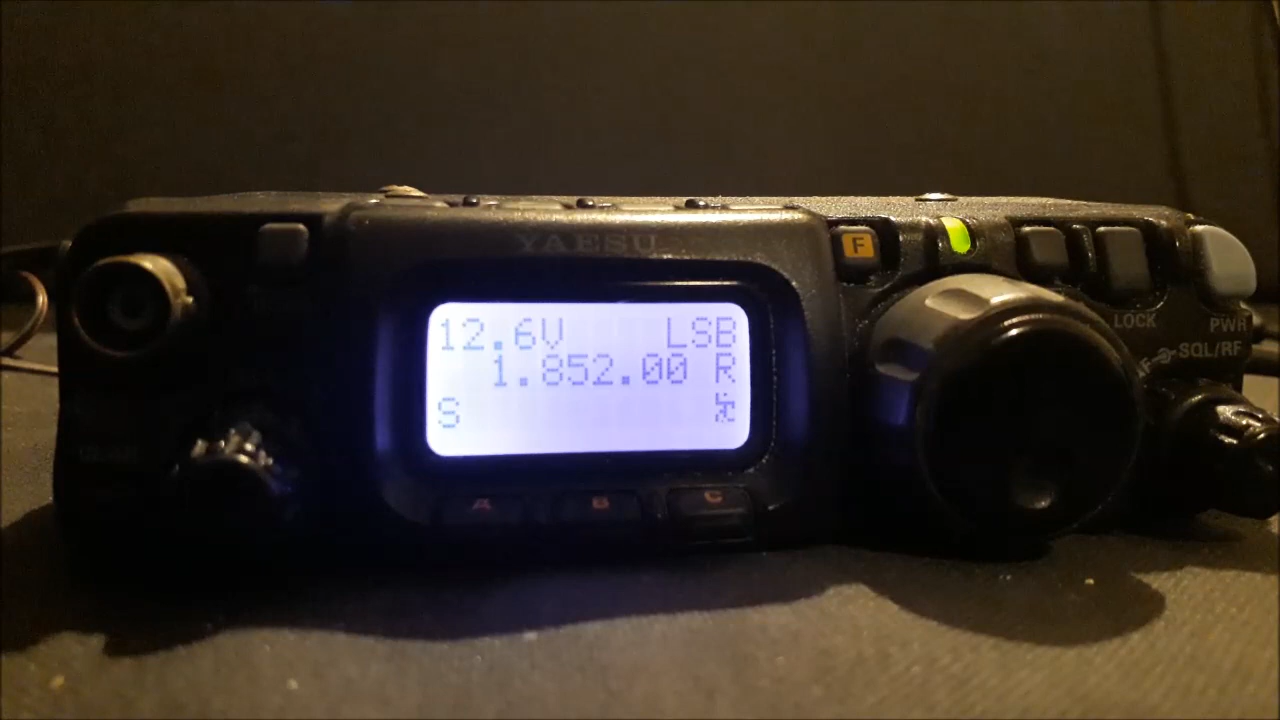 YAESU
F
12.6V LSB
1.852.00 R
S
LOCK
PWR
SQL/RF
A B C